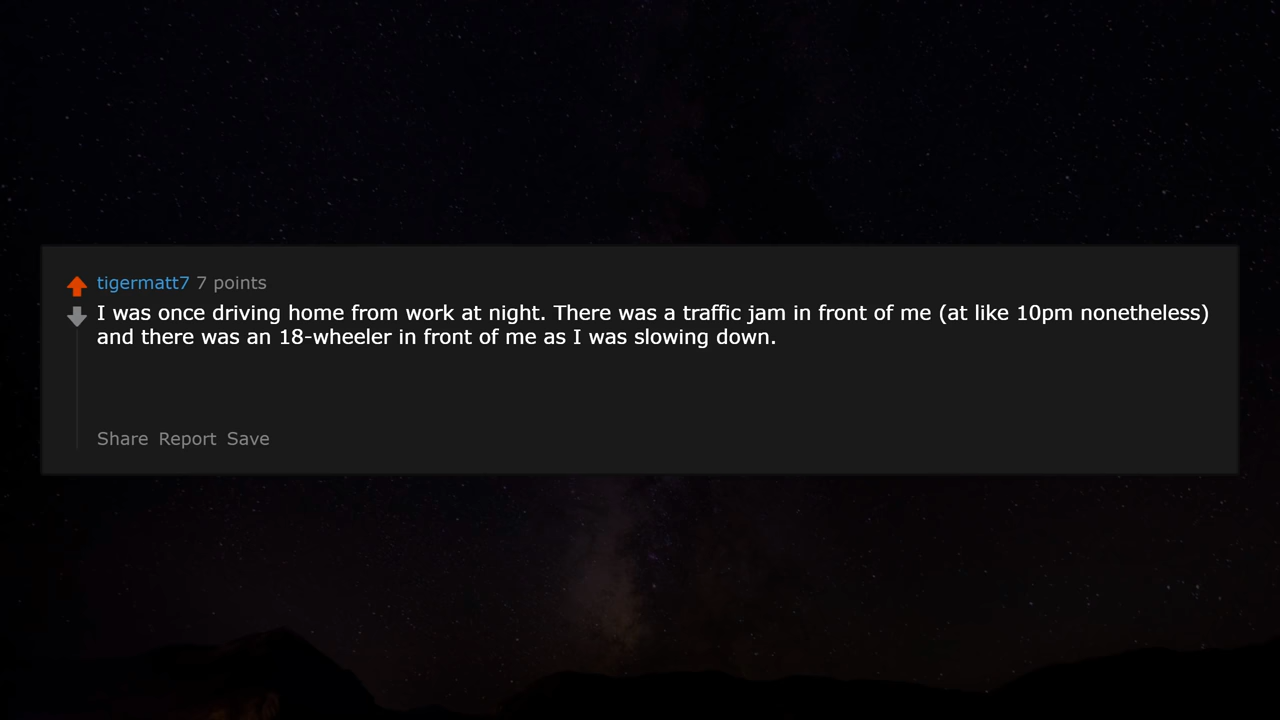 tigermatt7 7 points
I was once driving home from work at night. There was a traffic jam in front of me (at like 10pm nonetheless)
and there was an 18-wheeler in front of me as I was slowing down.
Share Report Save